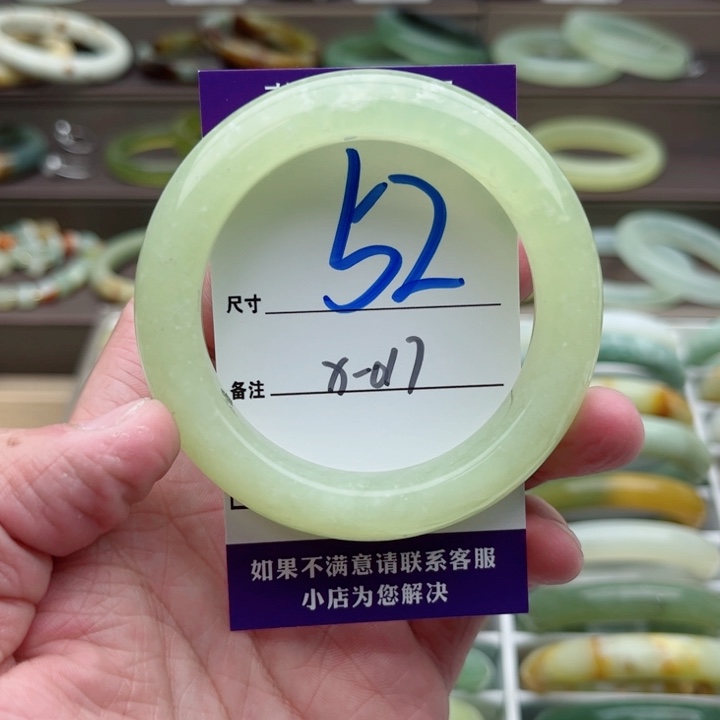 52
尺寸
x-017
备注
如果不满意请联系客服
小店为您解决